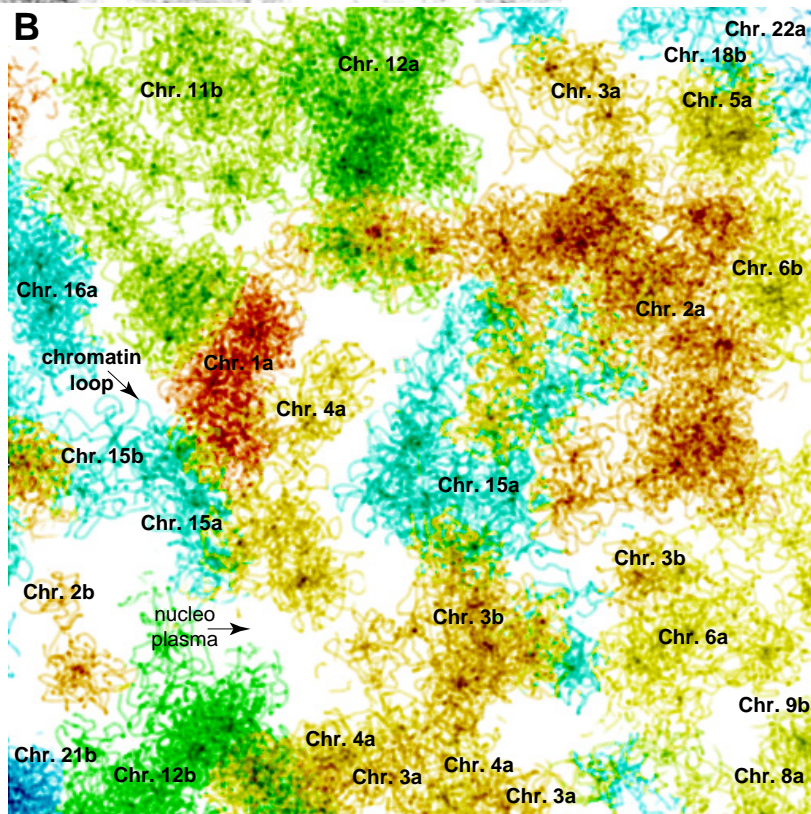 B
Chr. 22a
Chr. 18b
Chr. 12a
Chr. 11b
Chr. 3a
Chr. 5a
Chr. 6b
Chr. 16a
Chr. 2a
chromatin
loop
Chr. 1a
Chr. 4a
Chr. 15b
Chr. 15a
Chr. 15a
Chr. 3b
Chr. 2b
nucleo
plasma
Chr. 3b
Chr. 6a
Chr. 9b
Chr. 21b
Chr. 4a
Chr. 12b
Chr. 3a
Chr. 4a
Chr. 3a
Chr. 8a